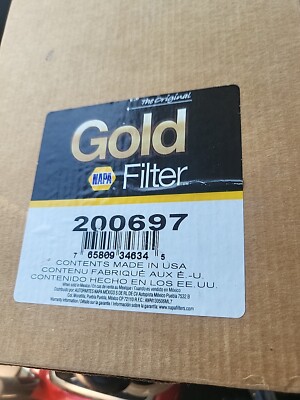 The Original
Gold
NAPA Filter
200697
7 65809 34634 5
CONTENTS MADE IN USA
CONTENU FABRIQUÉ AUX É.-U.
CONTENIDO HECHO EN LOS EE.UU.